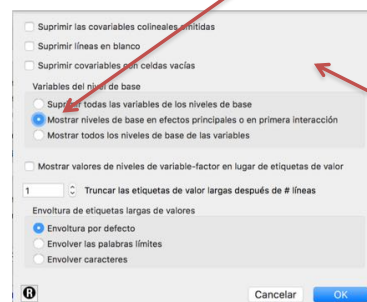 Suprimir las covariables colineales omitidas
Suprimir líneas en blanco
Suprimir covariables con celdas vacías
Variables del nivel de base
Suprimir todas las variables de los niveles de base
Mostrar niveles de base en efectos principales o en primera interacción
Mostrar todos los niveles de base de las variables
Mostrar valores de niveles de variable-factor en lugar de etiquetas de valor
1 Truncar las etiquetas de valor largas después de # líneas
Envoltura de etiquetas largas de valores
Envoltura por defecto
Envolver las palabras límites
Envolver caracteres
R Cancelar OK